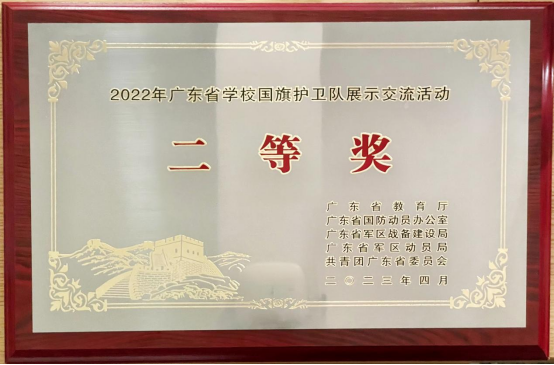 2022年广东省学校国旗护卫队展示交流活动
二等奖
广东省教育厅
广东省国防动员办公室
广东省军区战备建设局
广东省军区动员局
共青团广东省委员会
二〇二三年四月